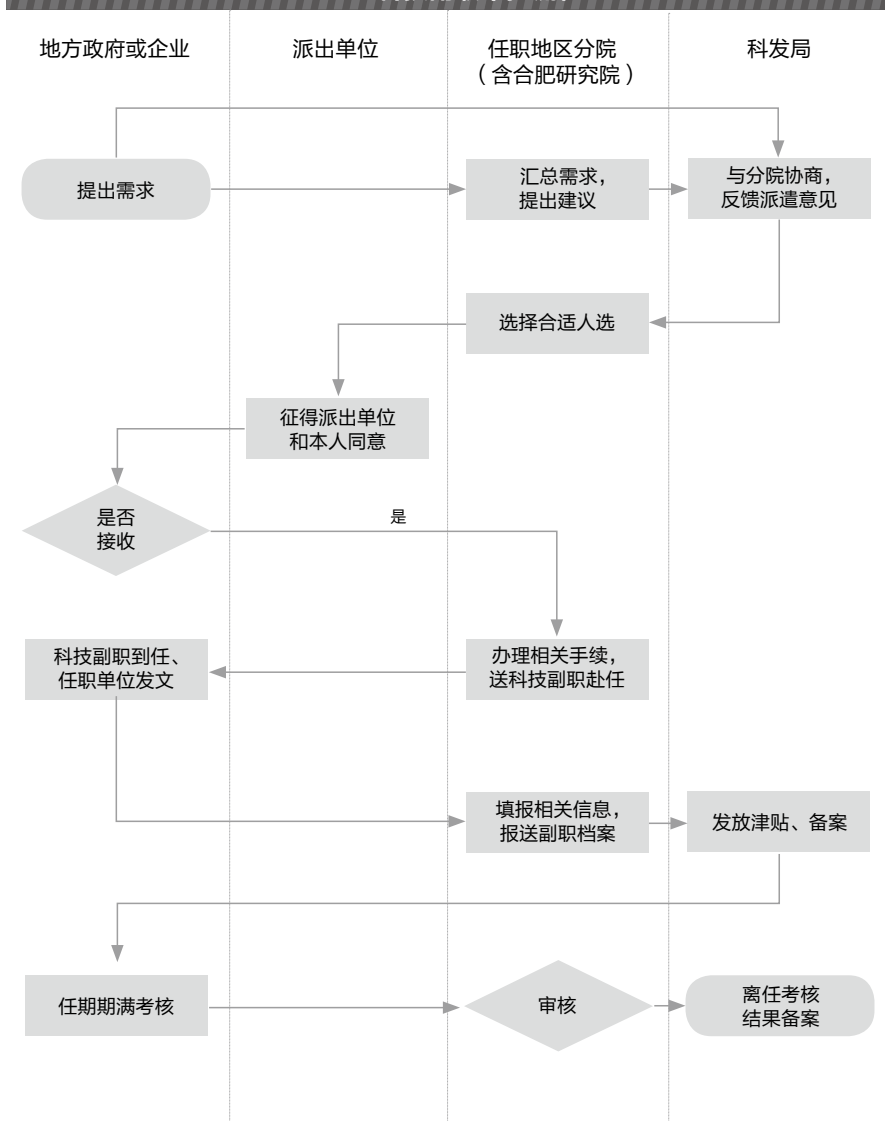 地方政府或企业
派出单位
任职地区分院
（含合肥研究院）
科发局
提出需求
汇总需求，
提出建议
与分院协商，
反馈派遣意见
选择合适人选
征得派出单位
和本人同意
是否
接收
是
科技副职到任、
任职单位发文
办理相关手续，
送科技副职赴任
填报相关信息，
报送副职档案
发放津贴、备案
任期期满考核
审核
离任考核
结果备案